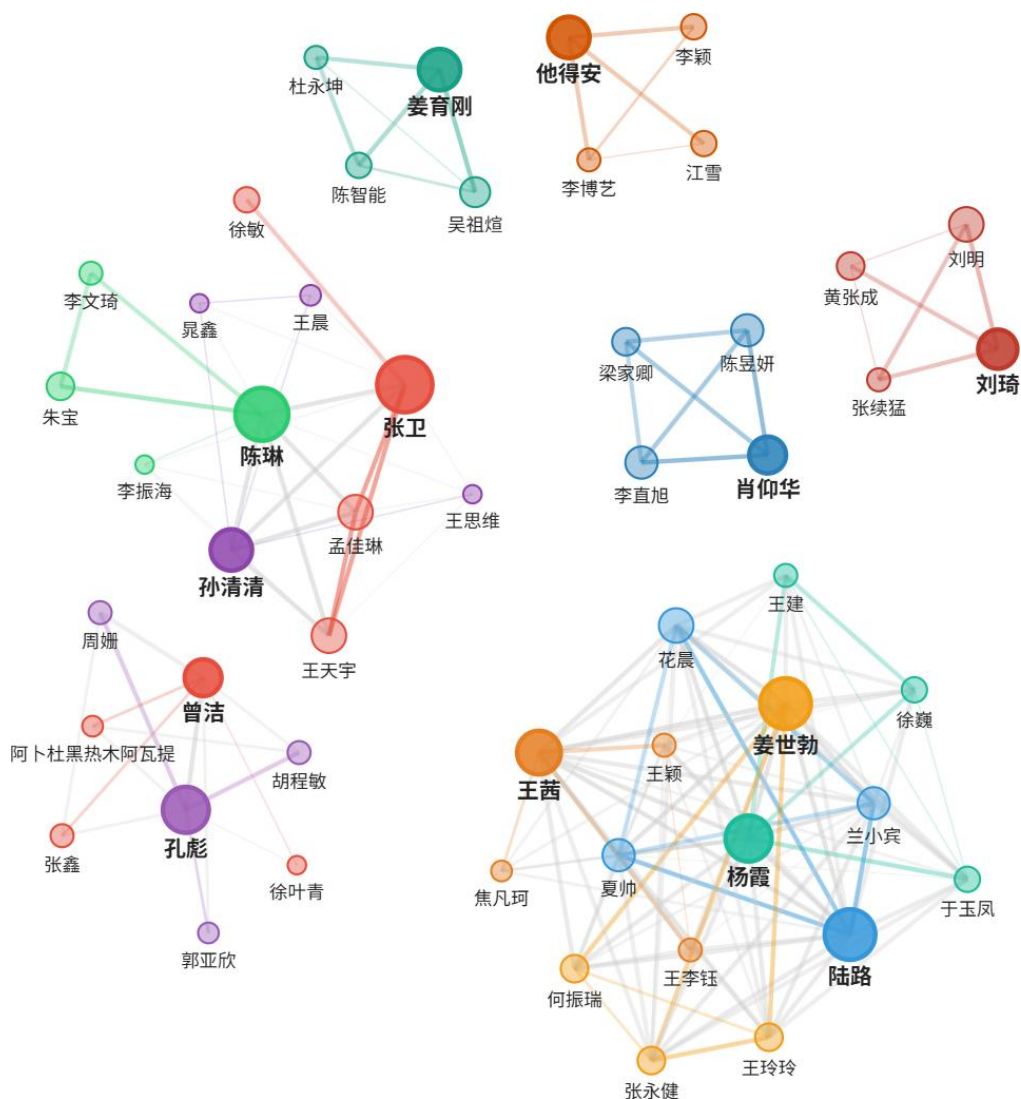 李颖
他得安
杜永坤
姜育刚
江雪
李博艺
陈智能
吴祖煊
徐敏
刘明
李文琦
黄张成
晁鑫
王晨
梁家卿
陈昱妍
刘琦
张续猛
朱宝
张卫
陈琳
李振海
肖仰华
李直旭
王思维
孟佳琳
孙清清
王建
周姗
花晨
王天宇
徐巍
曾洁
姜世勃
阿卜杜黑热木阿瓦提
王颖
胡程敏
王茜
兰小宾
孔彪
张鑫
杨霞
夏帅
徐叶青
焦凡珂
于玉凤
郭亚欣
陆路
王李钰
何振瑞
王玲玲
张永健